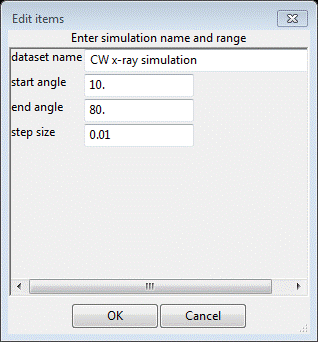 Edit items
Enter simulation name and range
dataset name CW x-ray simulation
start angle 10.
end angle 80.
step size 0.01
OK Cancel